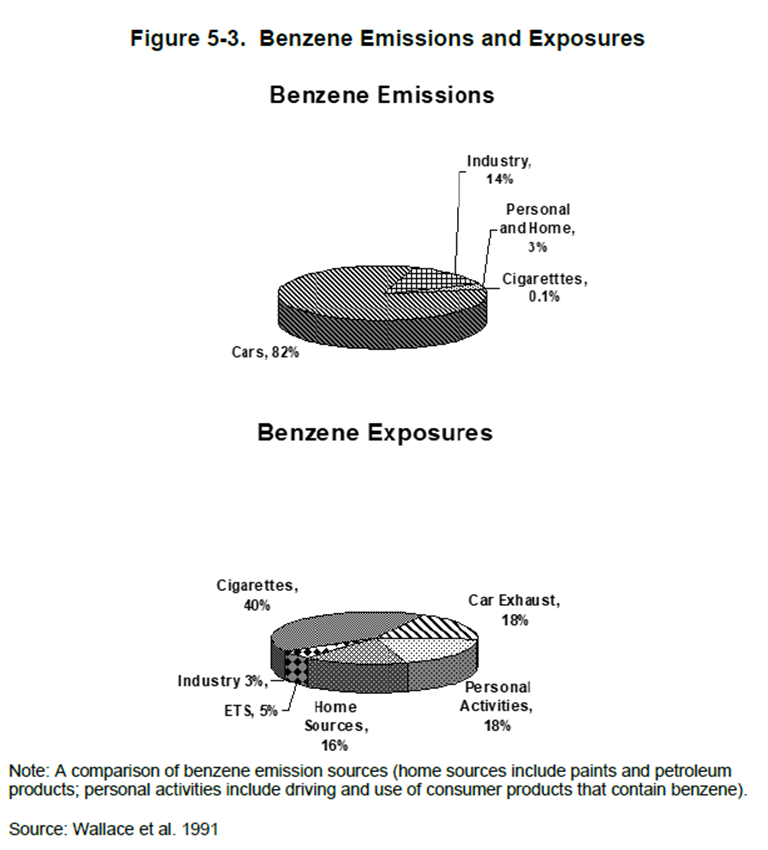 Figure 5-3. Benzene Emissions and Exposures
Benzene Emissions
Industry,
14%
Personal
and Home,
3%
Cigaretttes,
0.1%
Cars, 82%
Benzene Exposures
Cigarettes,
40%
Car Exhaust,
18%
Industry 3%,
ETS, 5%
Home
Sources,
16%
Personal
Activities,
18%
Note: A comparison of benzene emission sources (home sources include paints and petroleum
products; personal activities include driving and use of consumer products that contain benzene).
Source: Wallace et al. 1991